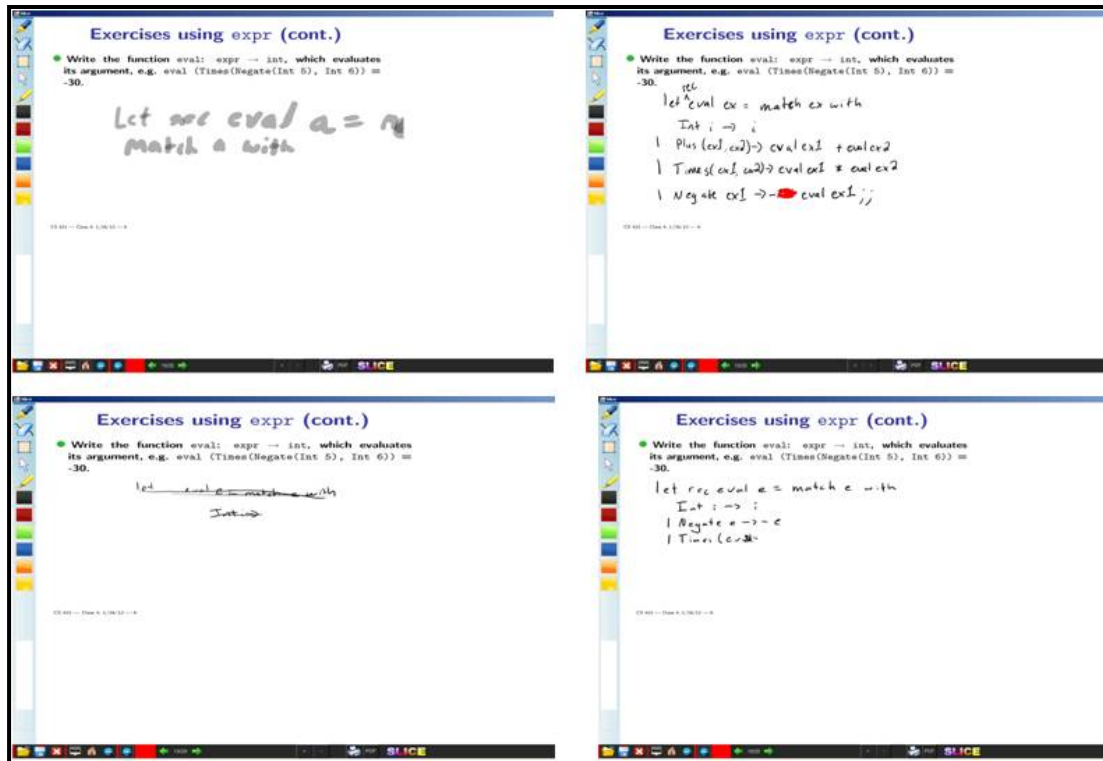 Exercises using expr (cont.)
Write the function eval: expr → int, which evaluates
its argument, e.g. eval (Times(Negate(Int 5), Int 6)) =
-30.
Let rec eval a =
match a with
SLICE
Exercises using expr (cont.)
Write the function eval: expr → int, which evaluates
its argument, e.g. eval (Times(Negate(Int 5), Int 6)) =
-30.
rec
let ^ eval ex = match ex with
Int i -> i
| Plus (ex1, ex2) -> eval ex1 + eval ex2
| Times (ex1, ex2) -> eval ex1 * eval ex2
| Negate ex1 -> - eval ex1 ;;
SLICE
Exercises using expr (cont.)
Write the function eval: expr → int, which evaluates
its argument, e.g. eval (Times(Negate(Int 5), Int 6)) =
-30.
let eval e = match e with
Int ->
SLICE
Exercises using expr (cont.)
Write the function eval: expr → int, which evaluates
its argument, e.g. eval (Times(Negate(Int 5), Int 6)) =
-30.
let rec eval e = match e with
Int i -> i
| Negate e -> - e
| Times (
SLICE